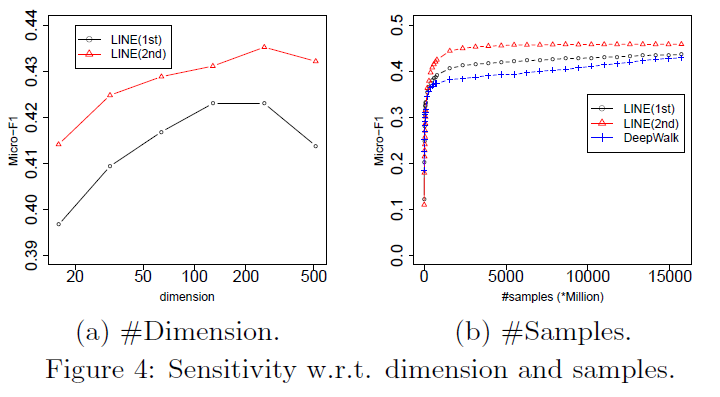 0.44
0.43
0.42
0.41
0.40
0.39
Micro−F1
LINE(1st)
LINE(2nd)
20 50 100 200 500
dimension
(a) #Dimension.
0.5
0.4
0.3
0.2
0.1
0.0
Micro−F1
LINE(1st)
LINE(2nd)
DeepWalk
0 5000 10000 15000
#samples (*Million)
(b) #Samples.
Figure 4: Sensitivity w.r.t. dimension and samples.